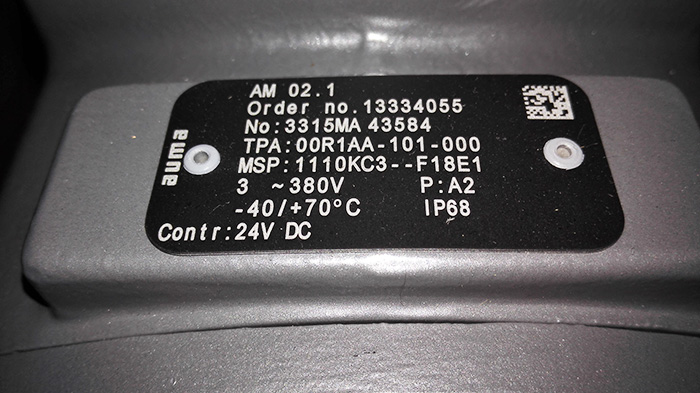 auma
AM 02.1
Order no.13334055
No:3315MA 43584
TPA:00R1AA-101-000
MSP:1110KC3--F18E1
3 ~380V P:A2
-40/+70°C IP68
Contr:24V DC